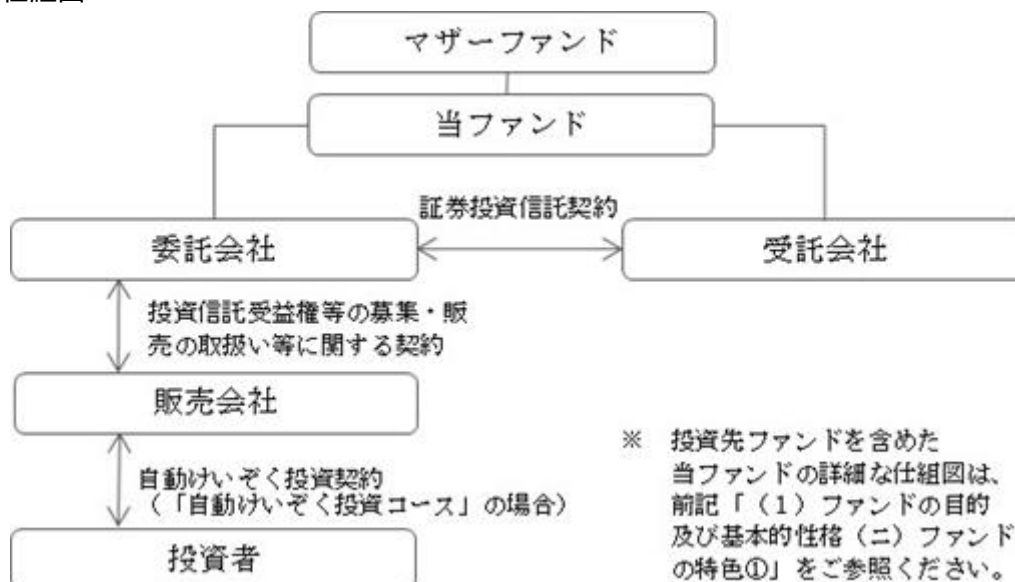 マザーファンド
当ファンド
証券投資信託契約
委託会社
受託会社
投資信託受益権等の募集・販
売の取扱い等に関する契約
販売会社
自動けいぞく投資契約
（「自動けいぞく投資コース」の場合）
投資者
※ 投資先ファンドを含めた
当ファンドの詳細な仕組図は、
前記「（１）ファンドの目的
及び基本的性格（ニ）ファンド
の特色①」をご参照ください。